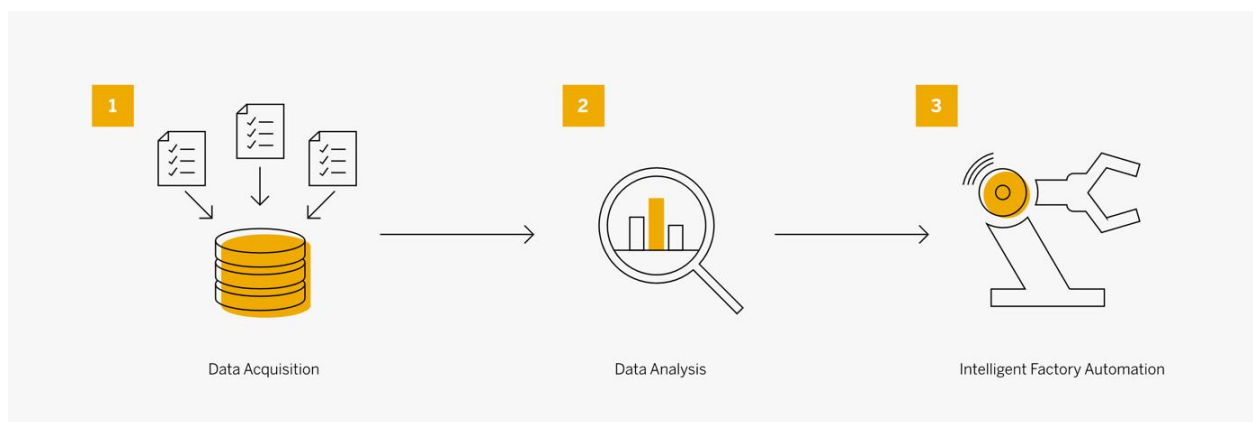 1
2
3
Data Acquisition
Data Analysis
Intelligent Factory Automation